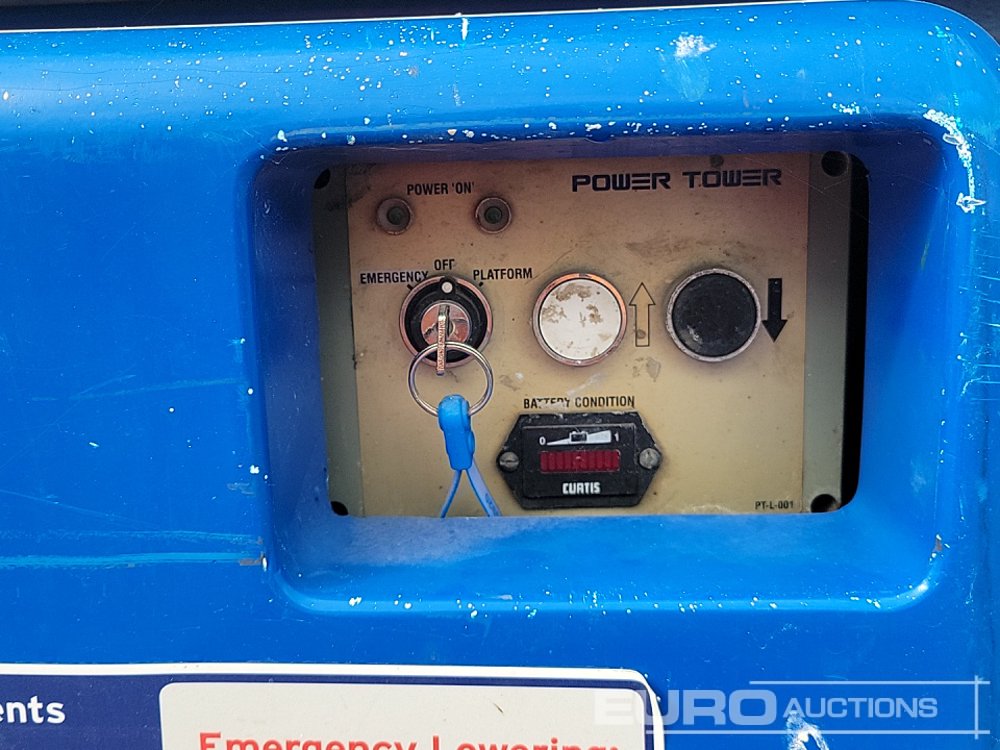 POWER 'ON'
POWER TOWER
OFF
EMERGENCY
PLATFORM
BATTERY CONDITION
0 1
CURTIS
PT-L-001
ents
Emergency Lowering:
EURO AUCTIONS